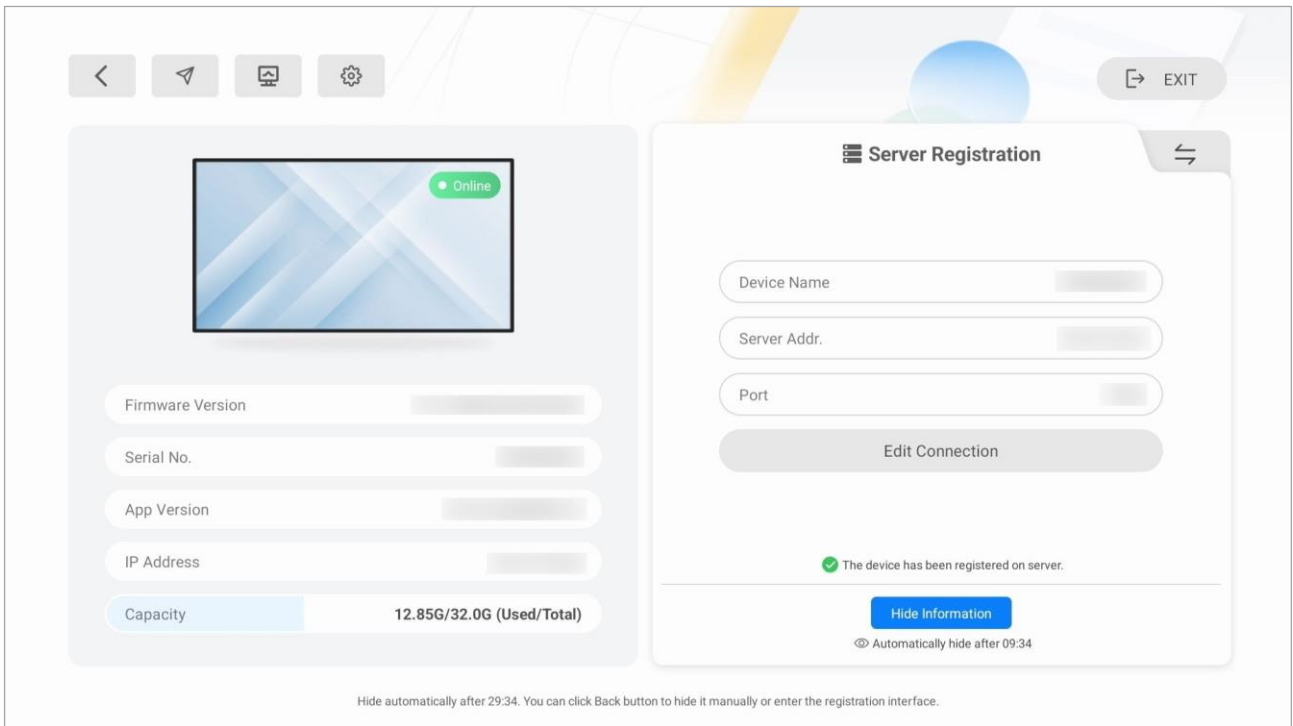 EXIT
Online
Firmware Version
Serial No.
App Version
IP Address
Capacity 12.85G/32.0G (Used/Total)
Server Registration
Device Name
Server Addr.
Port
Edit Connection
The device has been registered on server.
Hide Information
Automatically hide after 09:34
Hide automatically after 29:34. You can click Back button to hide it manually or enter the registration interface.